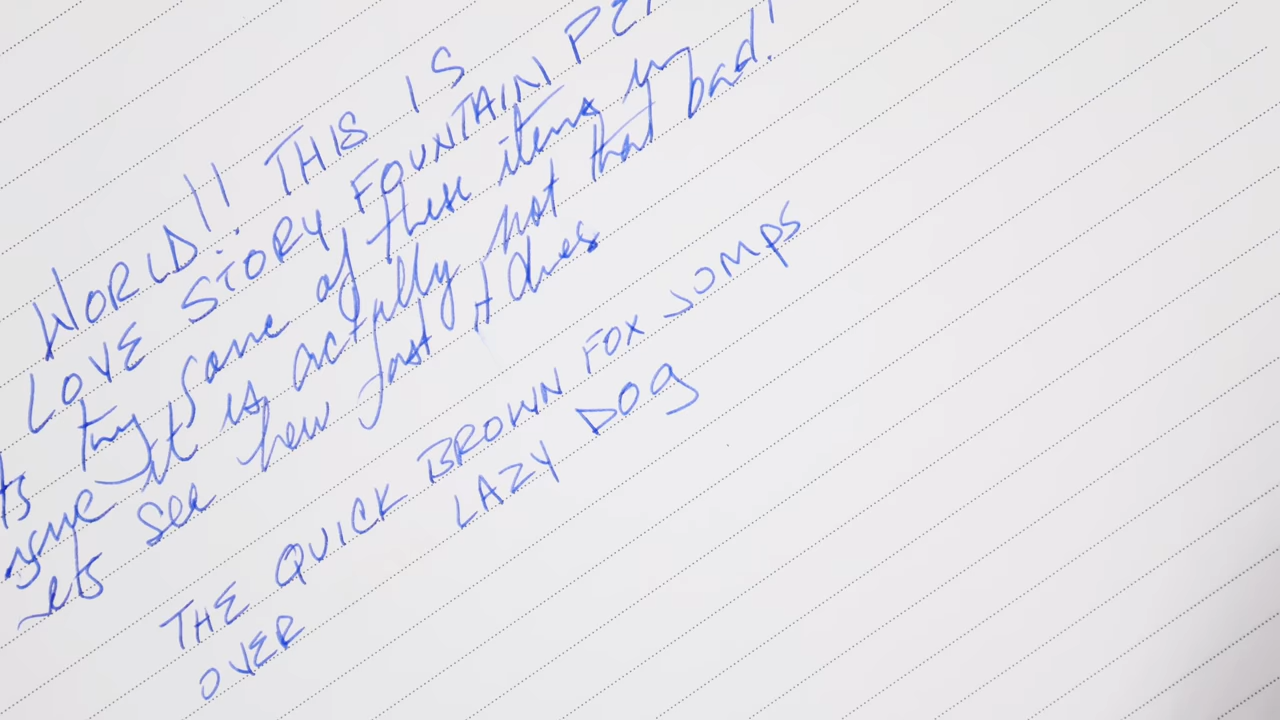 WORLD!! THIS IS
LOVE STORY FOUNTAIN PEN
try some of these items in
it is actually not that bad!
lets see how fast it dries
THE QUICK BROWN FOX JUMPS
OVER LAZY DOG